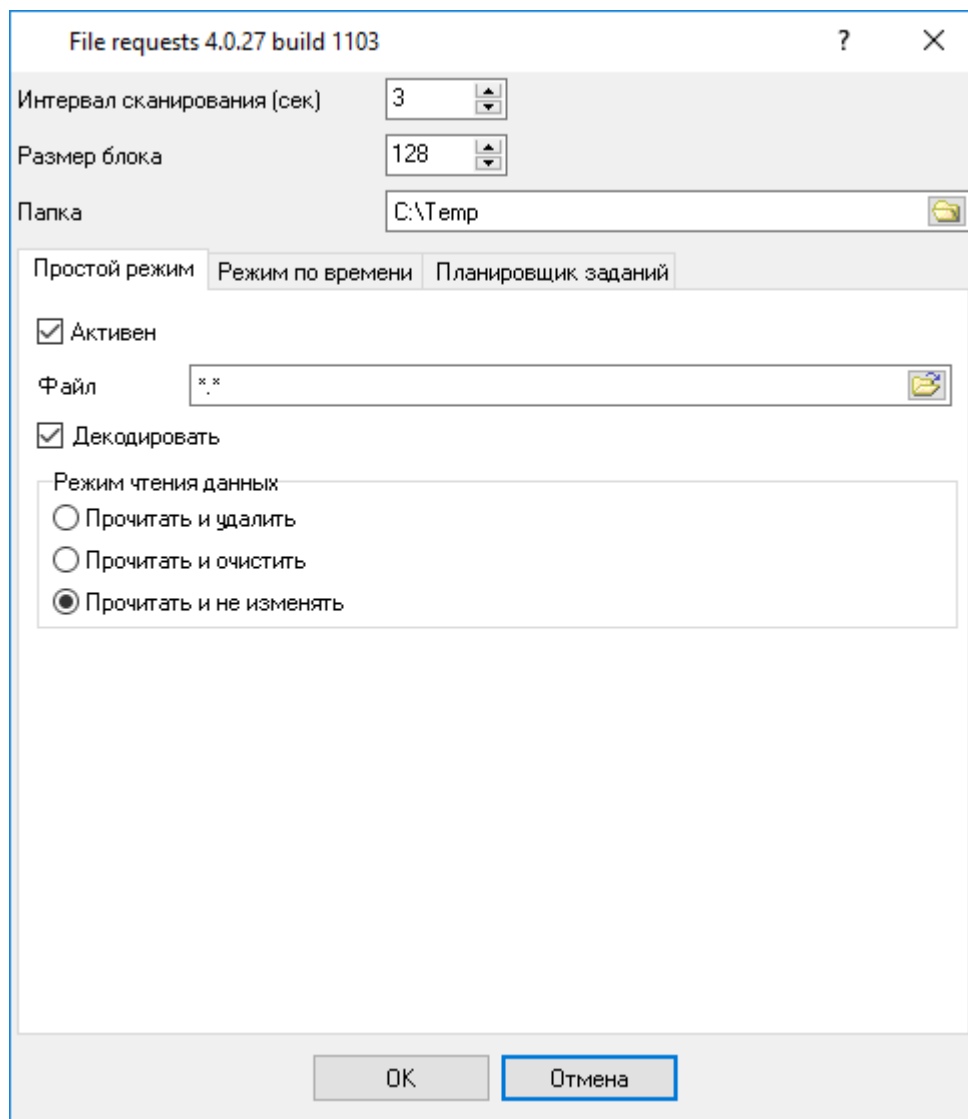 File requests 4.0.27 build 1103 ?
Интервал сканирования (сек) 3
Размер блока 128
Папка C:\Temp
Простой режим Режим по времени Планировщик заданий
Активен
Файл *.*
Декодировать
Режим чтения данных
Прочитать и удалить
Прочитать и очистить
Прочитать и не изменять
OK Отмена